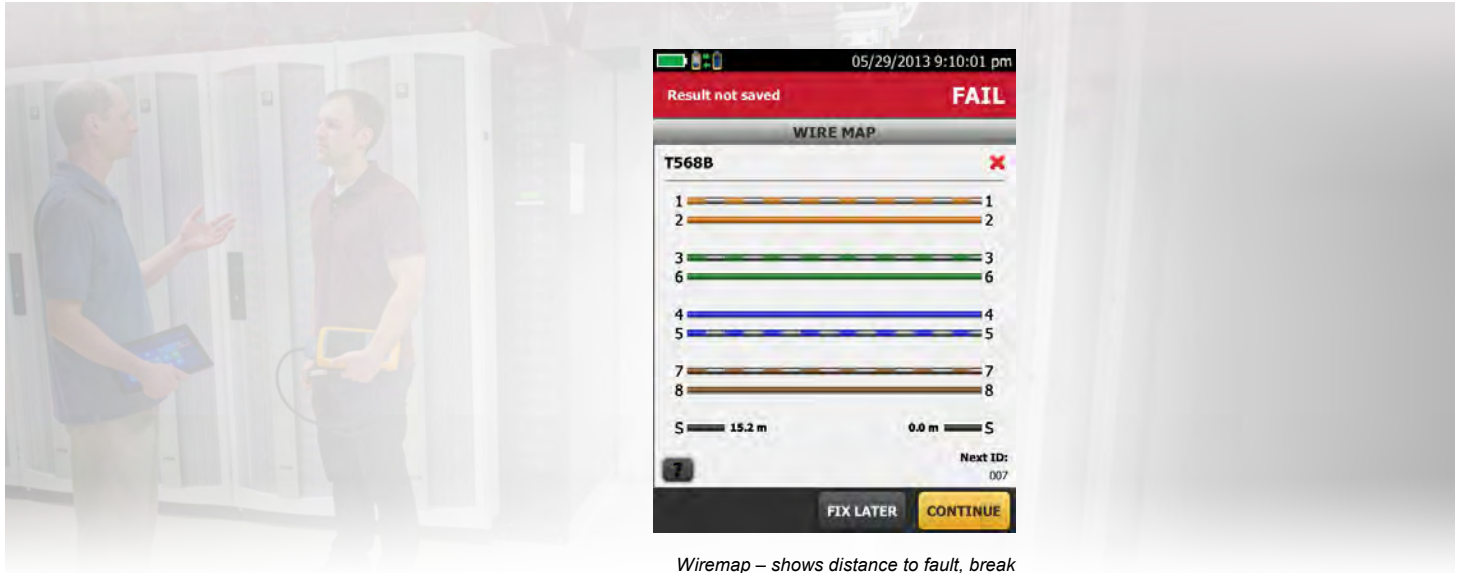 05/29/2013 9:10:01 pm
Result not saved FAIL
WIRE MAP
T568B
1 1
2 2
3 3
6 6
4 4
5 5
7 7
8 8
S 15.2 m 0.0 m S
Next ID:
007
?
FIX LATER CONTINUE
Wiremap – shows distance to fault, break